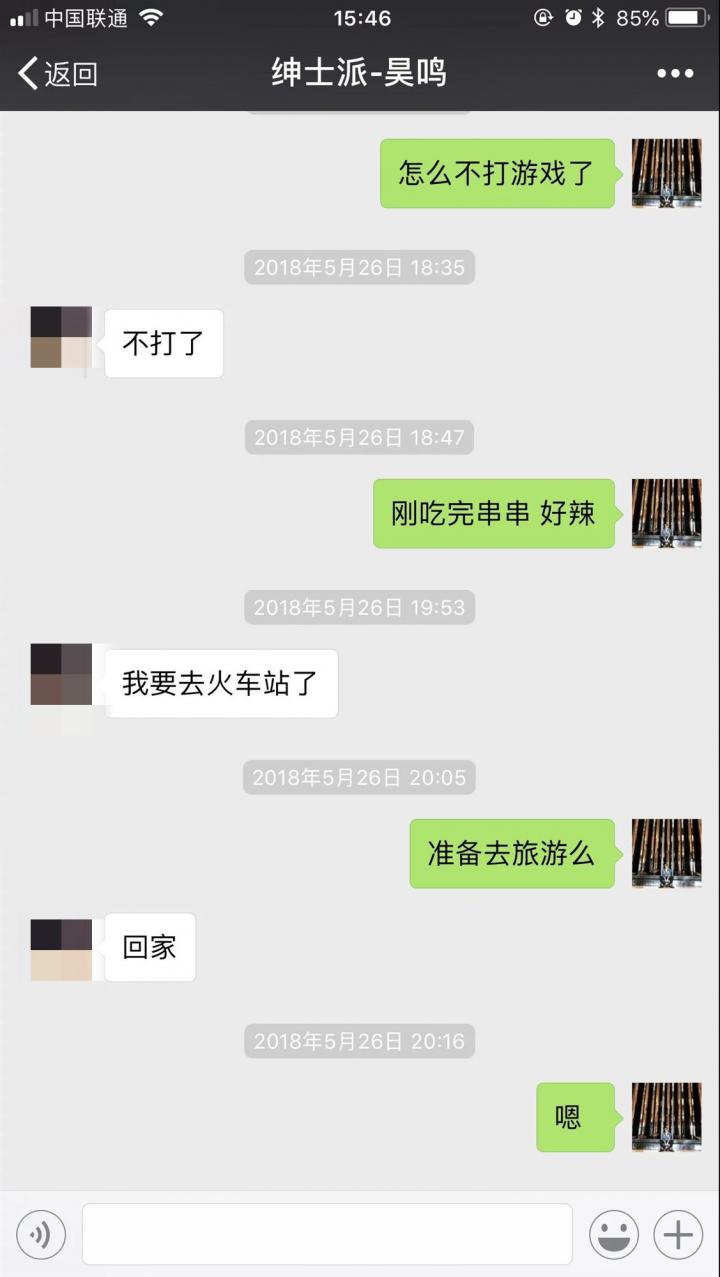 中国联通 15:46 85%
返回 绅士派-昊鸣
怎么不打游戏了
2018年5月26日 18:35
不打了
2018年5月26日 18:47
刚吃完串串 好辣
2018年5月26日 19:53
我要去火车站了
2018年5月26日 20:05
准备去旅游么
回家
2018年5月26日 20:16
嗯